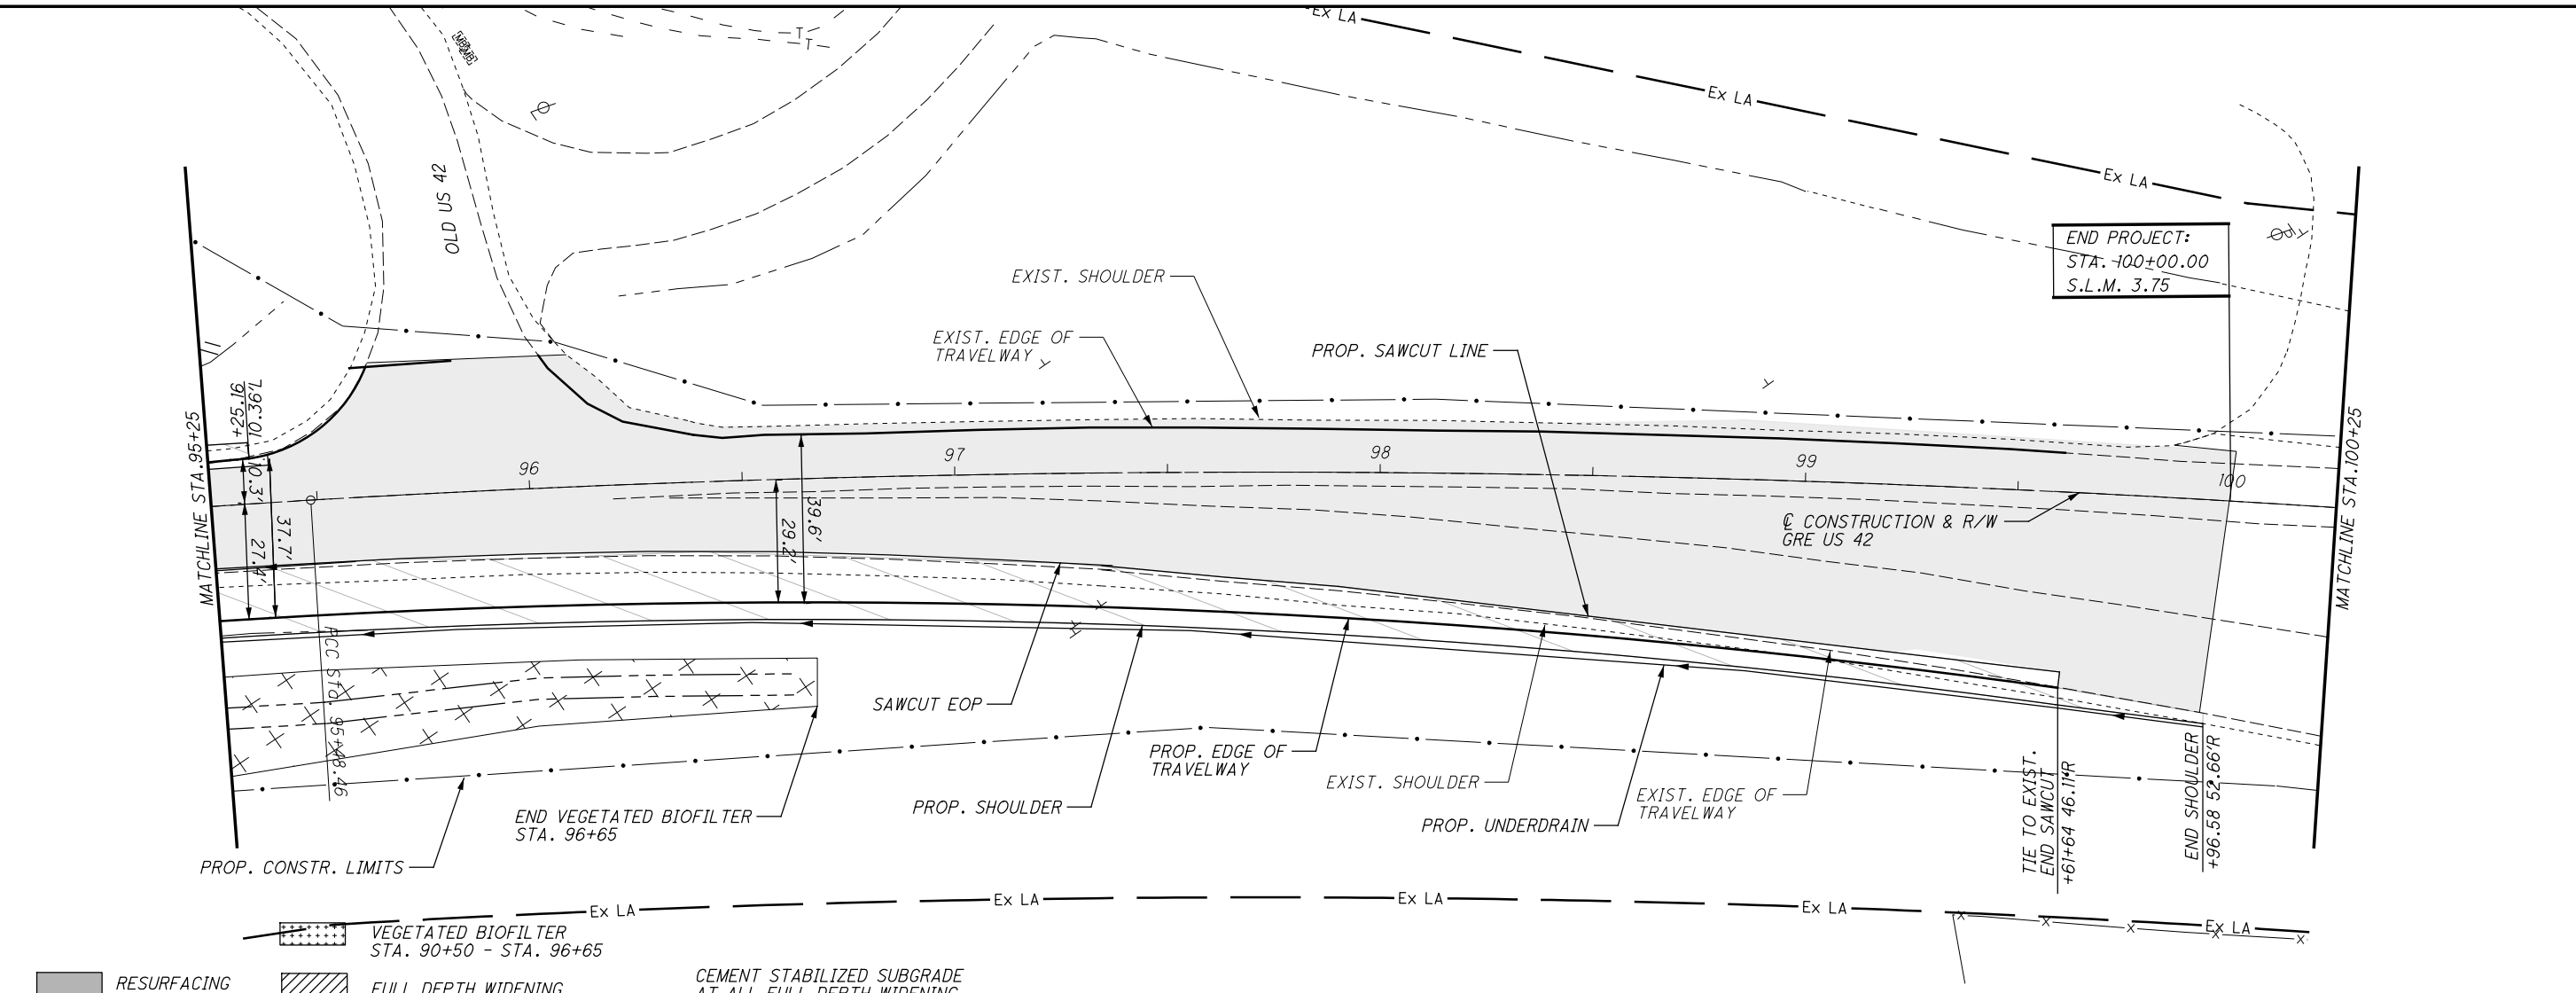 Ex LA
Ex LA
Ex LA
OLD US 42
END PROJECT:
STA. 100+00.00
S.L.M. 3.75
EXIST. SHOULDER
EXIST. EDGE OF
TRAVELWAY
PROP. SAWCUT LINE
MATCHLINE STA.95+25
+25.16
10.36'L
10.3'
27.4'
37.7'
96
97
98
99
100
29.2'
39.6'
℄ CONSTRUCTION & R/W
GRE US 42
MATCHLINE STA.100+25
PCC Sta. 95+48.46
SAWCUT EOP
PROP. EDGE OF
TRAVELWAY
EXIST. SHOULDER
EXIST. EDGE OF
TRAVELWAY
PROP. SHOULDER
PROP. UNDERDRAIN
END VEGETATED BIOFILTER
STA. 96+65
PROP. CONSTR. LIMITS
TIE TO EXIST.
END SAWCUT
+61+64 46.11'R
END SHOULDER
+96.58 52.66'R
Ex LA
Ex LA
Ex LA
Ex LA
Ex LA
VEGETATED BIOFILTER
STA. 90+50 - STA. 96+65
RESURFACING
FULL DEPTH WIDENING
CEMENT STABILIZED SUBGRADE
AT ALL FULL DEPTH WIDENING